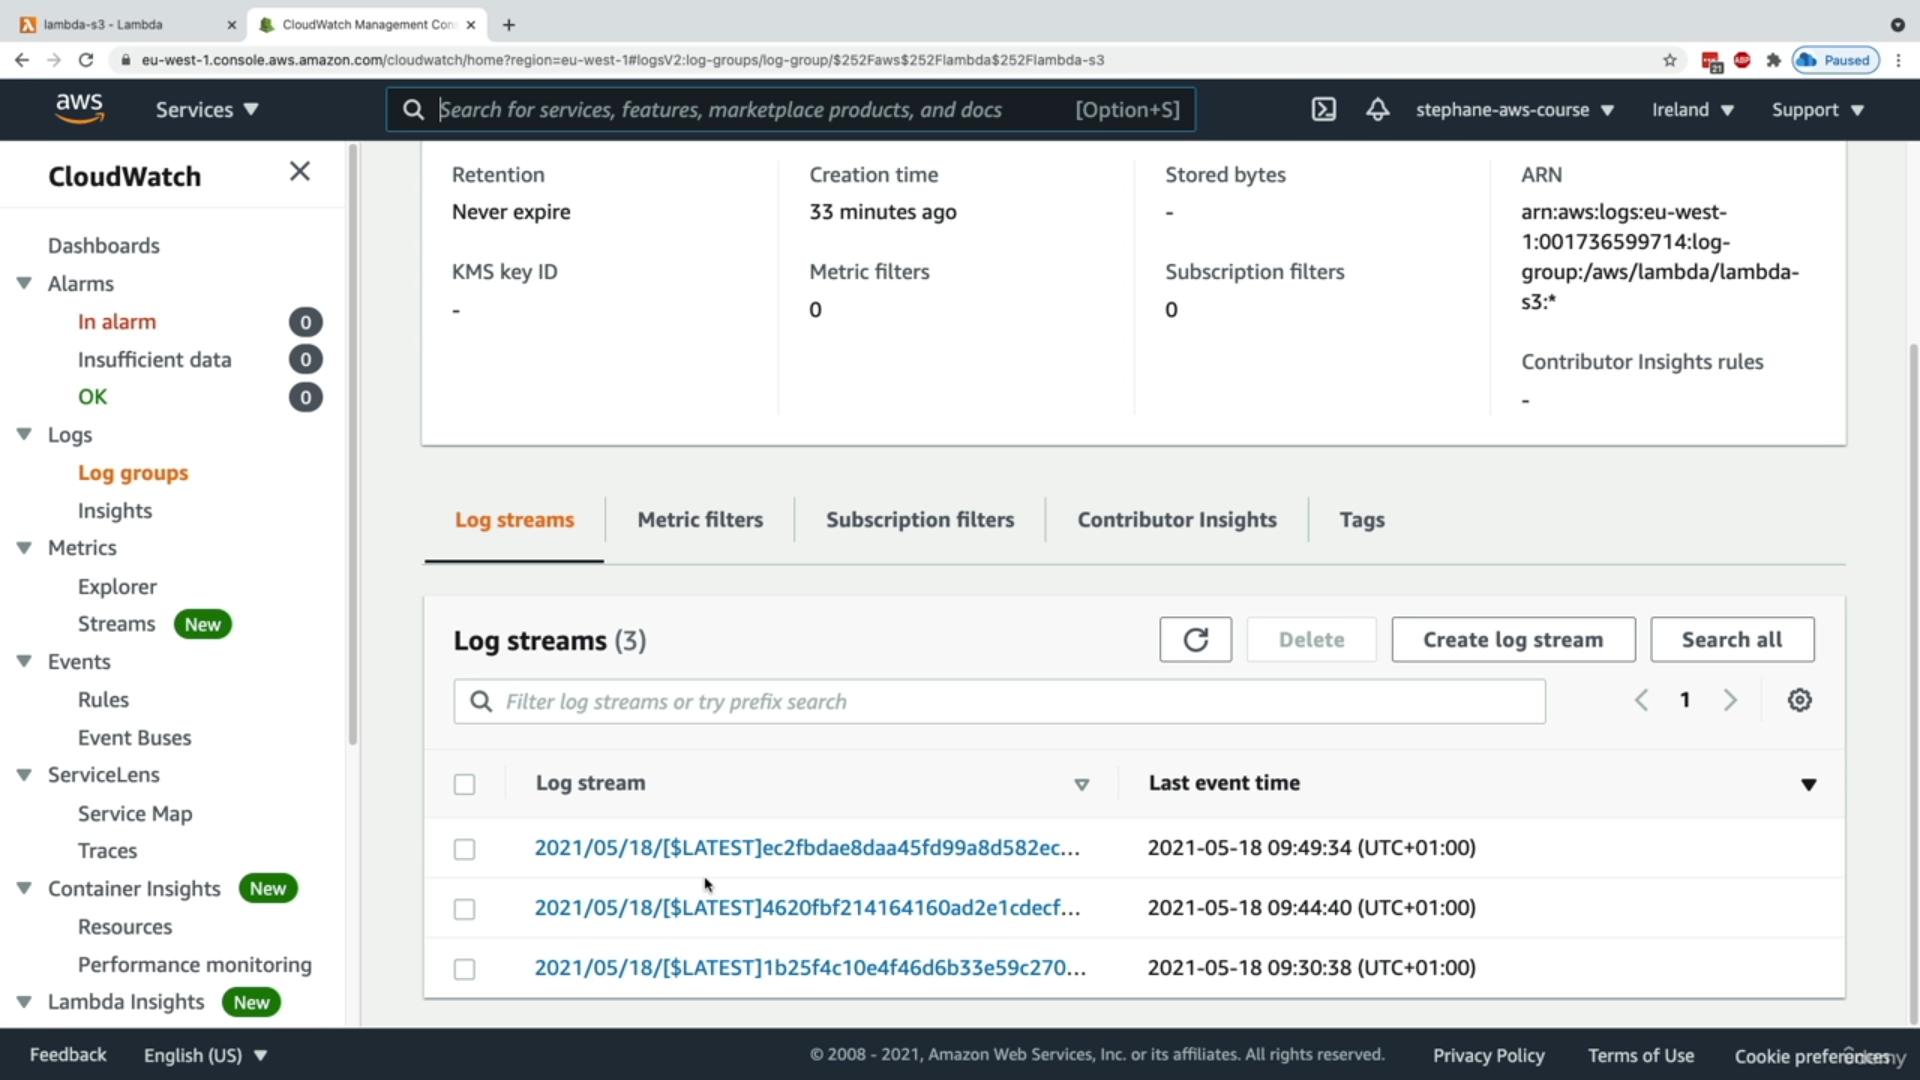 lambda-s3 - Lambda
CloudWatch Management Con
eu-west-1.console.aws.amazon.com/cloudwatch/home?region=eu-west-1#logsV2:log-groups/log-group/$252Faws$252Flambda$252Flambda-s3
21
ABP
Paused
aws
Services
Search for services, features, marketplace products, and docs [Option+S]
stephane-aws-course
Ireland
Support
CloudWatch
Dashboards
Alarms
In alarm 0
Insufficient data 0
OK 0
Logs
Log groups
Insights
Metrics
Explorer
Streams New
Events
Rules
Event Buses
ServiceLens
Service Map
Traces
Container Insights New
Resources
Performance monitoring
Lambda Insights New
Retention
Never expire
KMS key ID
-
Creation time
33 minutes ago
Metric filters
0
Stored bytes
-
Subscription filters
0
ARN
arn:aws:logs:eu-west-
1:001736599714:log-
group:/aws/lambda/lambda-
s3:*
Contributor Insights rules
-
Log streams
Metric filters
Subscription filters
Contributor Insights
Tags
Log streams (3)
Delete
Create log stream
Search all
Filter log streams or try prefix search
1
Log stream
Last event time
2021/05/18/[$LATEST]ec2fbdae8daa45fd99a8d582ec... 2021-05-18 09:49:34 (UTC+01:00)
2021/05/18/[$LATEST]4620fbf214164160ad2e1cdecf... 2021-05-18 09:44:40 (UTC+01:00)
2021/05/18/[$LATEST]1b25f4c10e4f46d6b33e59c270... 2021-05-18 09:30:38 (UTC+01:00)
Feedback
English (US)
© 2008 - 2021, Amazon Web Services, Inc. or its affiliates. All rights reserved.
Privacy Policy
Terms of Use
Cookie preferences